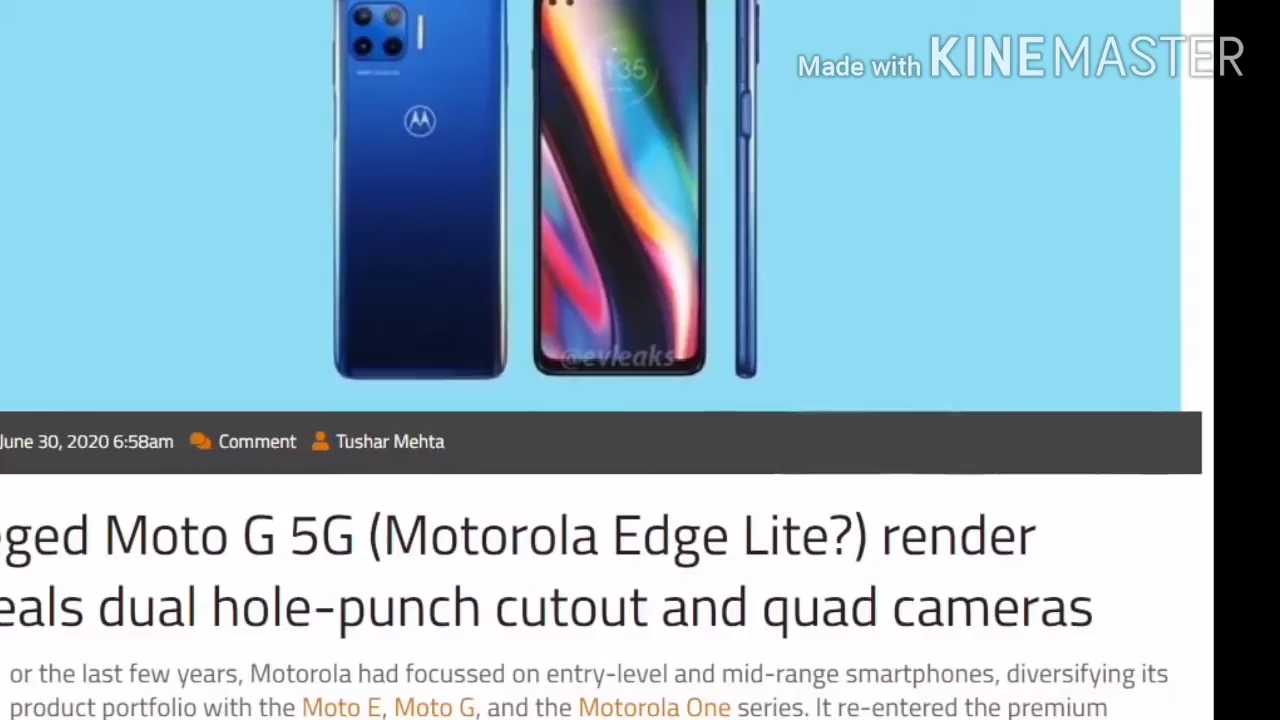 Made with KINEMASTER
@evleaks
June 30, 2020 6:58am Comment Tushar Mehta
eged Moto G 5G (Motorola Edge Lite?) render
eals dual hole-punch cutout and quad cameras
or the last few years, Motorola had focussed on entry-level and mid-range smartphones, diversifying its
product portfolio with the Moto E, Moto G, and the Motorola One series. It re-entered the premium